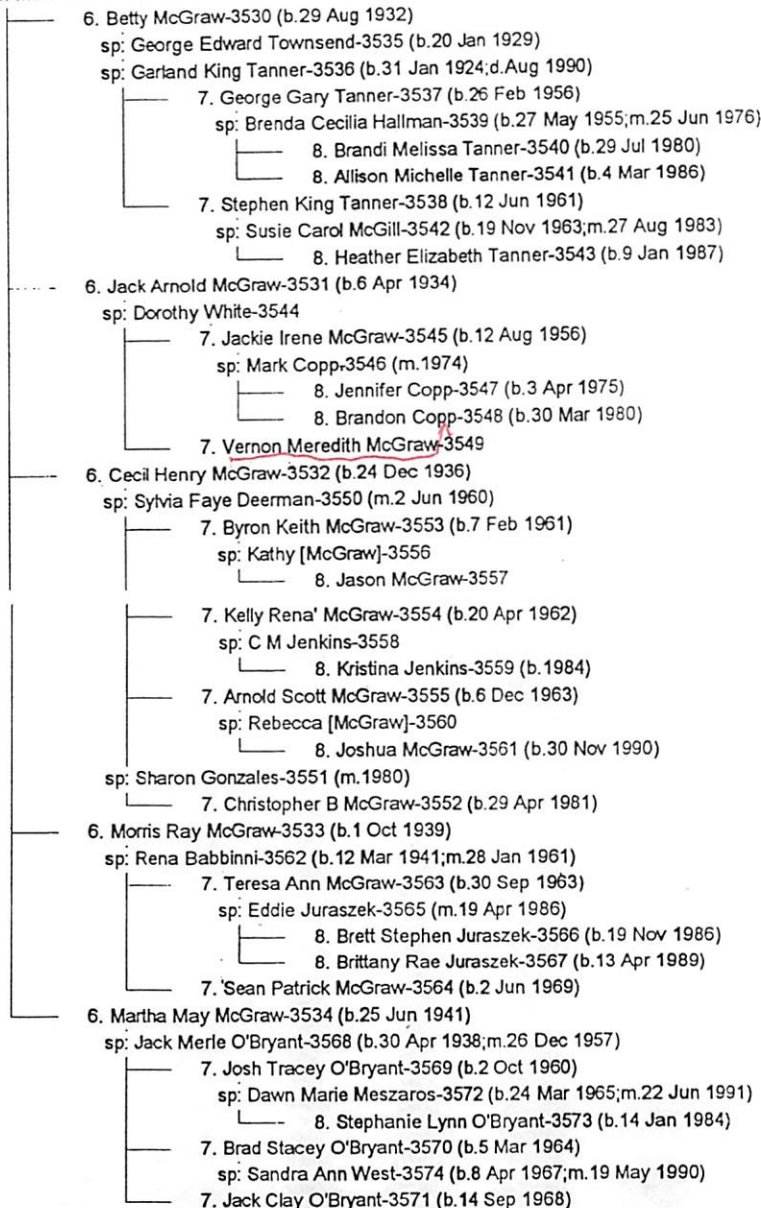 6. Betty McGraw-3530 (b.29 Aug 1932)
sp: George Edward Townsend-3535 (b.20 Jan 1929)
sp: Garland King Tanner-3536 (b.31 Jan 1924;d.Aug 1990)
7. George Gary Tanner-3537 (b.26 Feb 1956)
sp: Brenda Cecilia Hallman-3539 (b.27 May 1955;m.25 Jun 1976)
8. Brandi Melissa Tanner-3540 (b.29 Jul 1980)
8. Allison Michelle Tanner-3541 (b.4 Mar 1986)
7. Stephen King Tanner-3538 (b.12 Jun 1961)
sp: Susie Carol McGill-3542 (b.19 Nov 1963;m.27 Aug 1983)
8. Heather Elizabeth Tanner-3543 (b.9 Jan 1987)
6. Jack Arnold McGraw-3531 (b.6 Apr 1934)
sp: Dorothy White-3544
7. Jackie Irene McGraw-3545 (b.12 Aug 1956)
sp: Mark Copp-3546 (m.1974)
8. Jennifer Copp-3547 (b.3 Apr 1975)
8. Brandon Copp-3548 (b.30 Mar 1980)
7. Vernon Meredith McGraw-3549
6. Cecil Henry McGraw-3532 (b.24 Dec 1936)
sp: Sylvia Faye Deerman-3550 (m.2 Jun 1960)
7. Byron Keith McGraw-3553 (b.7 Feb 1961)
sp: Kathy [McGraw]-3556
8. Jason McGraw-3557
7. Kelly Rena' McGraw-3554 (b.20 Apr 1962)
sp: C M Jenkins-3558
8. Kristina Jenkins-3559 (b.1984)
7. Arnold Scott McGraw-3555 (b.6 Dec 1963)
sp: Rebecca [McGraw]-3560
8. Joshua McGraw-3561 (b.30 Nov 1990)
sp: Sharon Gonzales-3551 (m.1980)
7. Christopher B McGraw-3552 (b.29 Apr 1981)
6. Morris Ray McGraw-3533 (b.1 Oct 1939)
sp: Rena Babbinni-3562 (b.12 Mar 1941;m.28 Jan 1961)
7. Teresa Ann McGraw-3563 (b.30 Sep 1963)
sp: Eddie Juraszek-3565 (m.19 Apr 1986)
8. Brett Stephen Juraszek-3566 (b.19 Nov 1986)
8. Brittany Rae Juraszek-3567 (b.13 Apr 1989)
7. Sean Patrick McGraw-3564 (b.2 Jun 1969)
6. Martha May McGraw-3534 (b.25 Jun 1941)
sp: Jack Merle O'Bryant-3568 (b.30 Apr 1938;m.26 Dec 1957)
7. Josh Tracey O'Bryant-3569 (b.2 Oct 1960)
sp: Dawn Marie Meszaros-3572 (b.24 Mar 1965;m.22 Jun 1991)
8. Stephanie Lynn O'Bryant-3573 (b.14 Jan 1984)
7. Brad Stacey O'Bryant-3570 (b.5 Mar 1964)
sp: Sandra Ann West-3574 (b.8 Apr 1967;m.19 May 1990)
7. Jack Clay O'Bryant-3571 (b.14 Sep 1968)